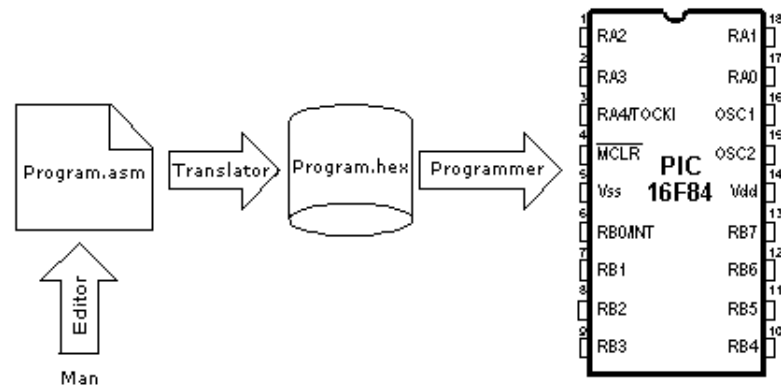 Program.asm
Translator
Program.hex
Programmer
Editor
Man
1 18
RA2 RA1
2 17
RA3 RA0
3 16
RA4/TOCKI OSC1
4 15
MCLR OSC2
PIC
16F84
5 14
Vss Vdd
6 13
RB0/INT RB7
7 12
RB1 RB6
8 11
RB2 RB5
9 10
RB3 RB4